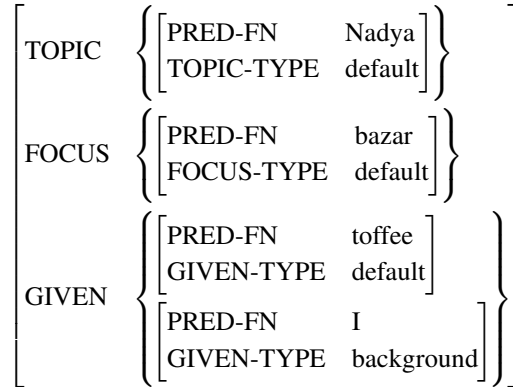 TOPIC
PRED-FN Nadya
TOPIC-TYPE default
FOCUS
PRED-FN bazar
FOCUS-TYPE default
GIVEN
PRED-FN toffee
GIVEN-TYPE default
PRED-FN I
GIVEN-TYPE background